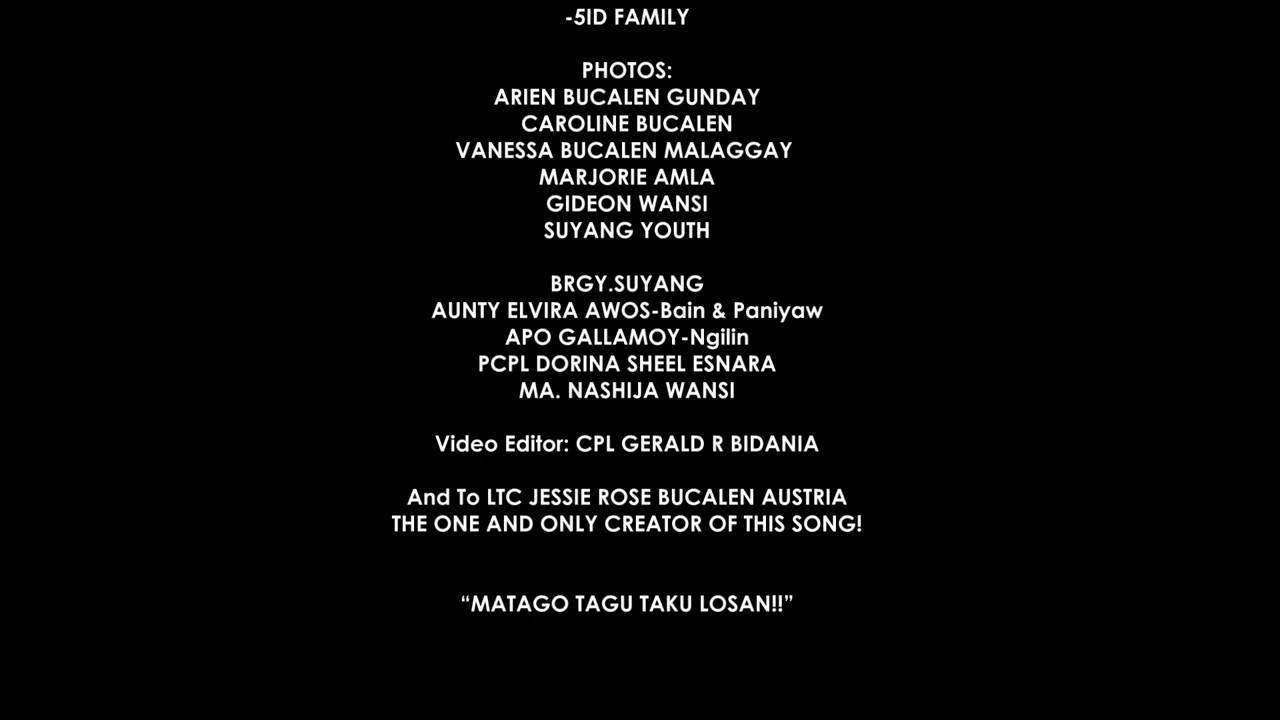 -5ID FAMILY
PHOTOS:
ARIEN BUCALEN GUNDAY
CAROLINE BUCALEN
VANESSA BUCALEN MALAGGAY
MARJORIE AMLA
GIDEON WANSI
SUYANG YOUTH
BRGY.SUYANG
AUNTY ELVIRA AWOS-Bain & Paniyaw
APO GALLAMOY-Ngilin
PCPL DORINA SHEEL ESNARA
MA. NASHIJA WANSI
Video Editor: CPL GERALD R BIDANIA
And To LTC JESSIE ROSE BUCALEN AUSTRIA
THE ONE AND ONLY CREATOR OF THIS SONG!
“MATAGO TAGU TAKU LOSAN!!”